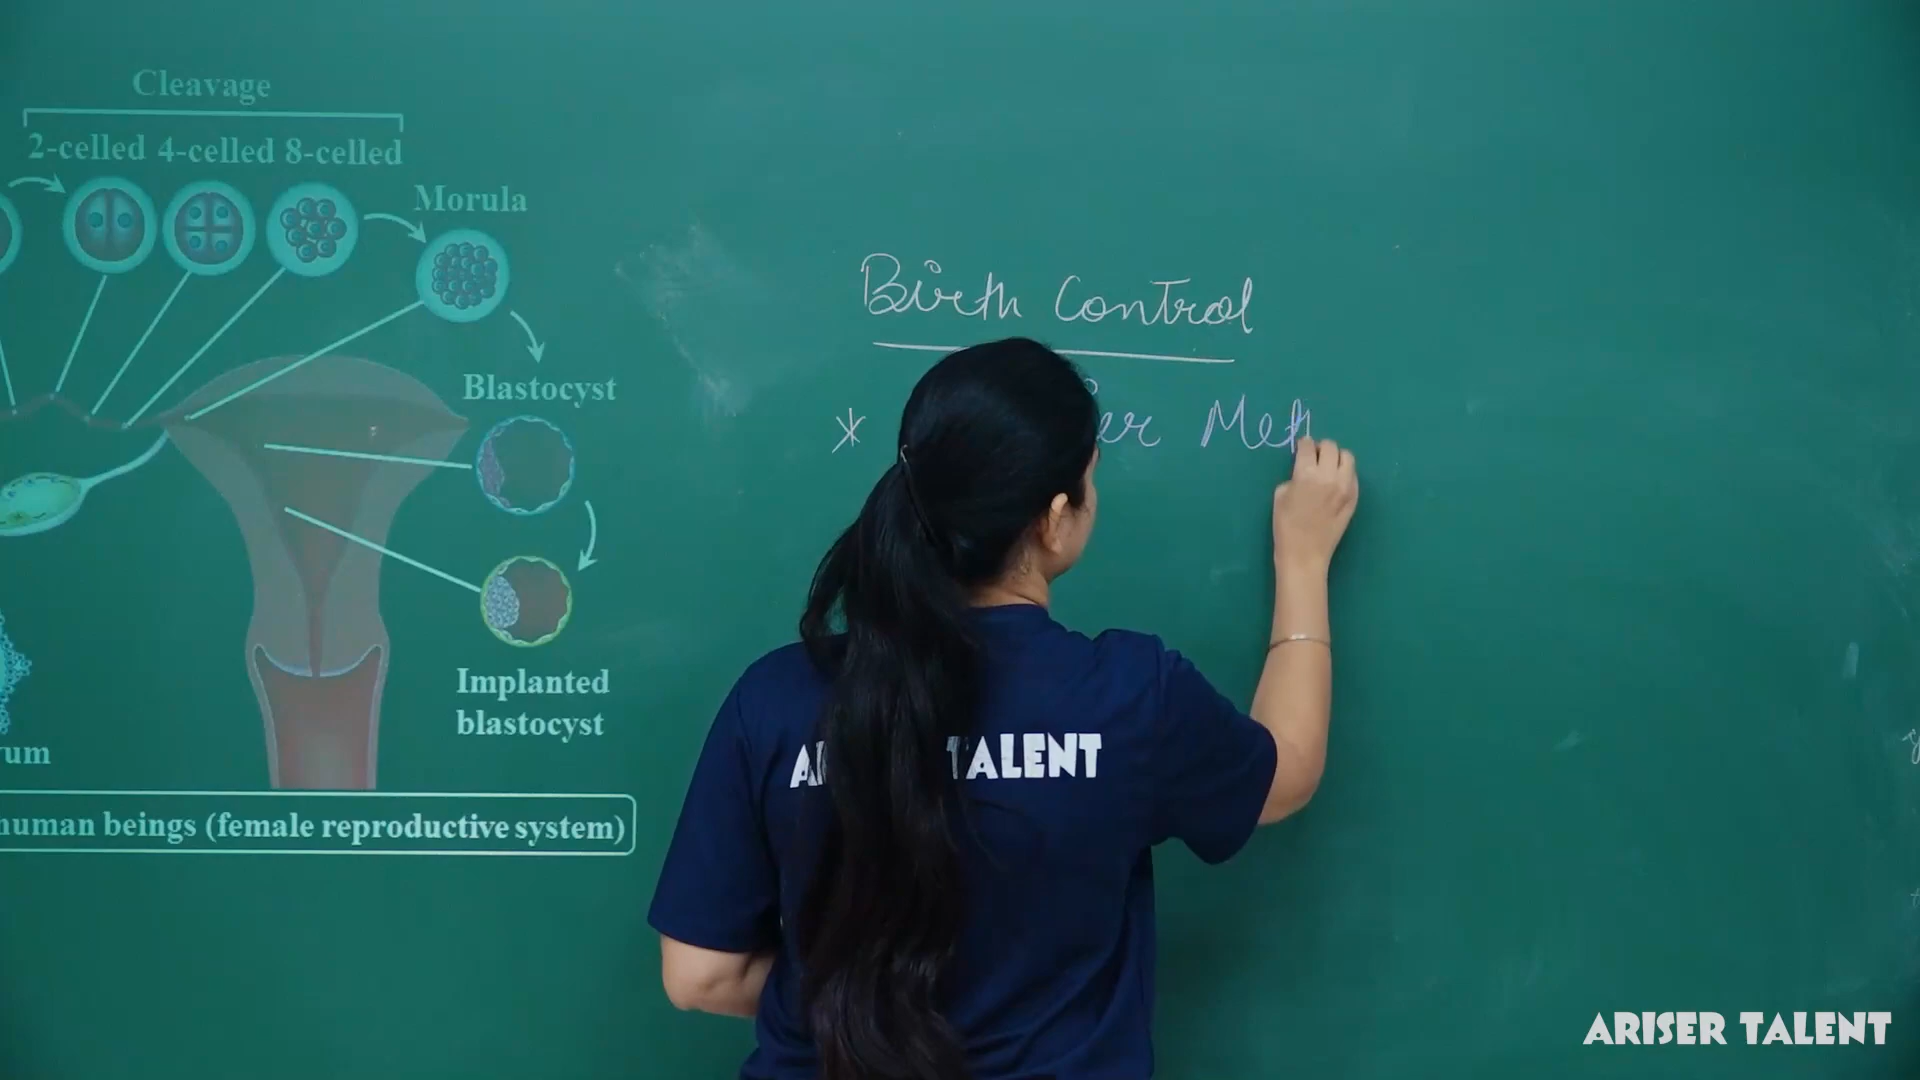 Cleavage
2-celled 4-celled 8-celled
Morula
Birth Control
Blastocyst
*
Implanted
blastocyst
TALENT
human beings (female reproductive system)
ARISER TALENT